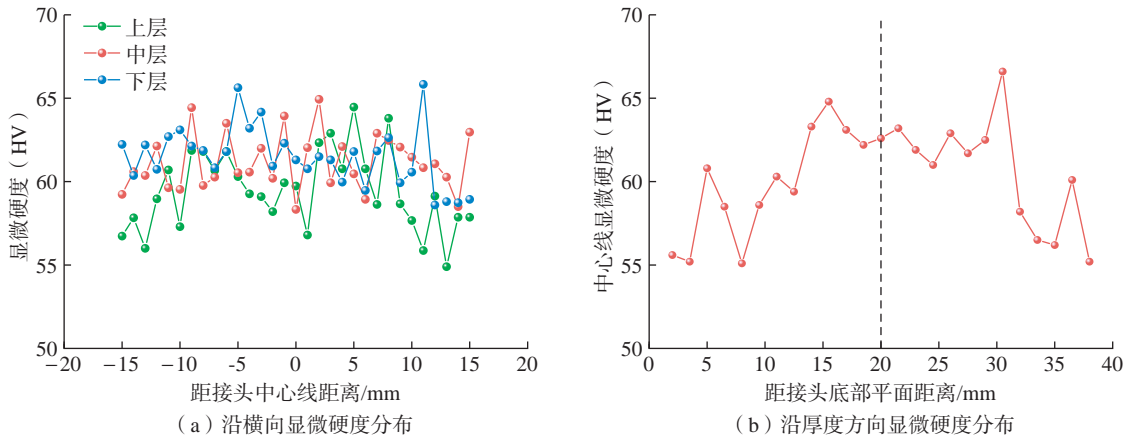 上层
中层
下层
70
65
60
55
50
显微硬度（HV）
−20 −15 −10 -5 0 5 10 15 20
距接头中心线距离/mm
（a）沿横向显微硬度分布
70
65
60
55
50
中心线显微硬度（HV）
0 5 10 15 20 25 30 35 40
距接头底部平面距离/mm
（b）沿厚度方向显微硬度分布